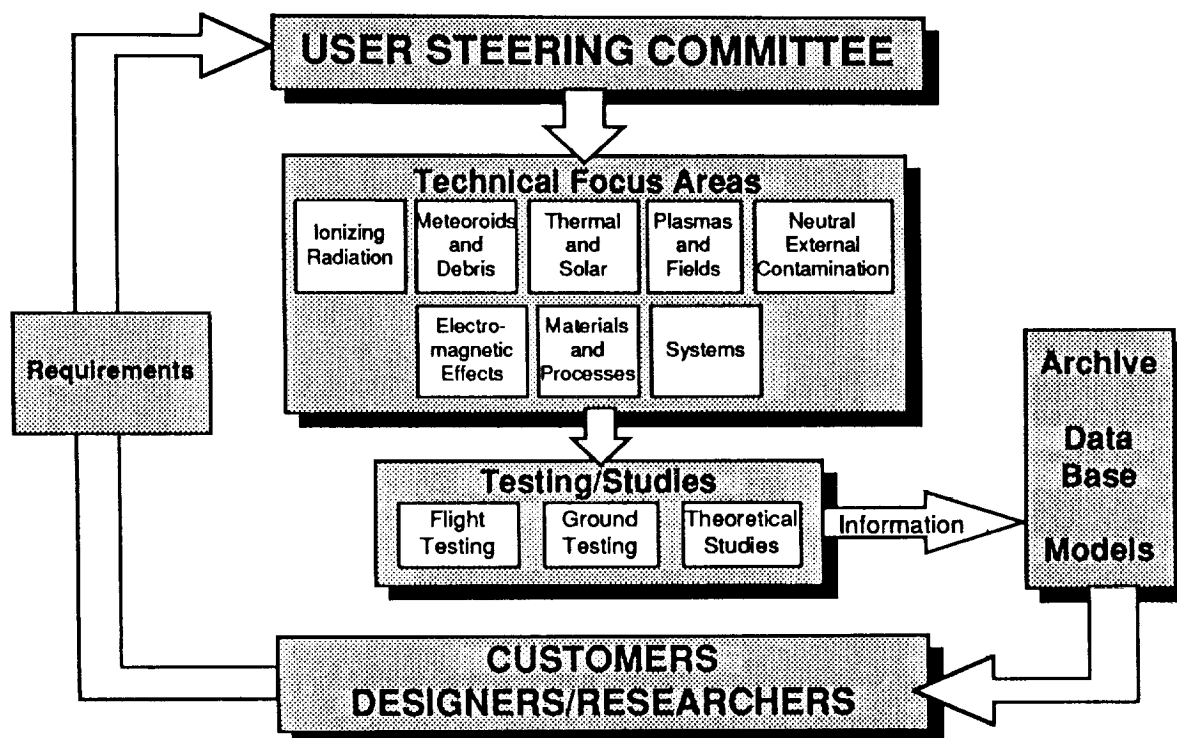 USER STEERING COMMITTEE
Technical Focus Areas
Ionizing
Radiation
Meteoroids
and
Debris
Thermal
and
Solar
Plasmas
and
Fields
Neutral
External
Contamination
Electro-
magnetic
Effects
Materials
and
Processes
Systems
Requirements
Archive
Data
Base
Models
Testing/Studies
Flight
Testing
Ground
Testing
Theoretical
Studies
Information
CUSTOMERS
DESIGNERS/RESEARCHERS